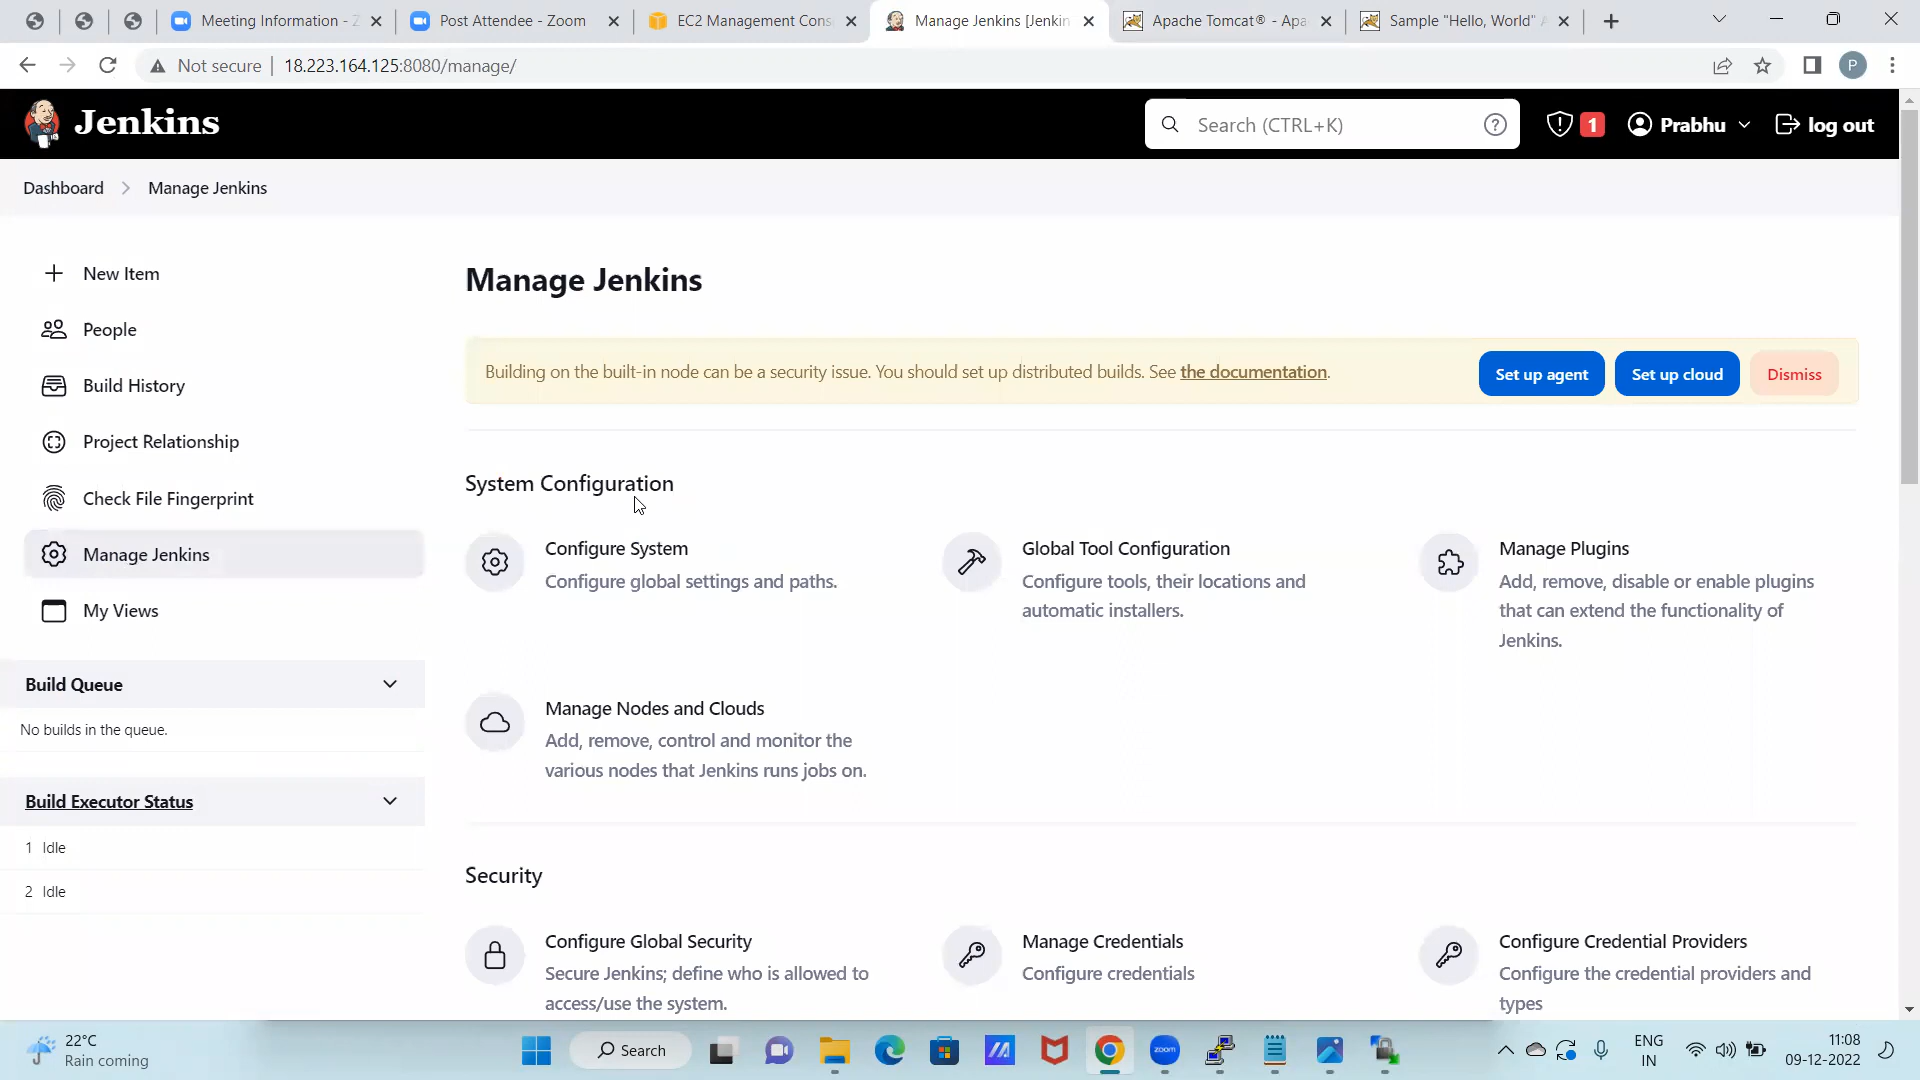 Meeting Information - Z
Post Attendee - Zoom
EC2 Management Cons
Manage Jenkins [Jenkin
Apache Tomcat® - Apa
Sample "Hello, World" A
Not secure
18.223.164.125:8080/manage/
P
Jenkins
Search (CTRL+K)
?
1
Prabhu
log out
Dashboard
Manage Jenkins
New Item
People
Build History
Project Relationship
Check File Fingerprint
Manage Jenkins
My Views
Build Queue
No builds in the queue.
Build Executor Status
1 Idle
2 Idle
Manage Jenkins
Building on the built-in node can be a security issue. You should set up distributed builds. See the documentation.
Set up agent
Set up cloud
Dismiss
System Configuration
Configure System
Configure global settings and paths.
Global Tool Configuration
Configure tools, their locations and
automatic installers.
Manage Plugins
Add, remove, disable or enable plugins
that can extend the functionality of
Jenkins.
Manage Nodes and Clouds
Add, remove, control and monitor the
various nodes that Jenkins runs jobs on.
Security
Configure Global Security
Secure Jenkins; define who is allowed to
access/use the system.
Manage Credentials
Configure credentials
Configure Credential Providers
Configure the credential providers and
types
22°C
Rain coming
Search
zoom
ENG
IN
11:08
09-12-2022